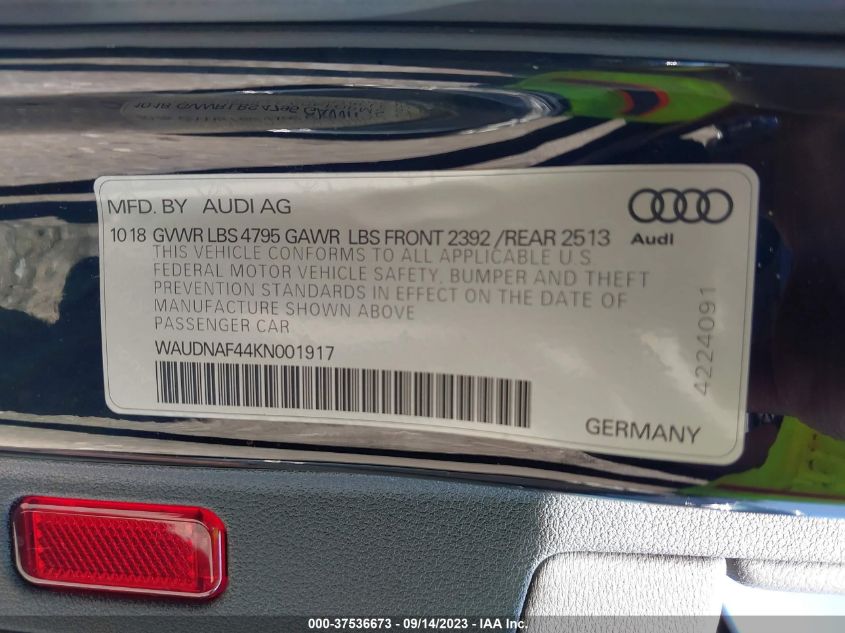 MFD. BY AUDI AG
Audi
1018 GVWR LBS 4795 GAWR LBS FRONT 2392 /REAR 2513
THIS VEHICLE CONFORMS TO ALL APPLICABLE U S
FEDERAL MOTOR VEHICLE SAFETY, BUMPER AND THEFT
PREVENTION STANDARDS IN EFFECT ON THE DATE OF
MANUFACTURE SHOWN ABOVE
PASSENGER CAR
WAUDNAF44KN001917
4224091
GERMANY
000-37536673 - 09/14/2023 - IAA Inc.